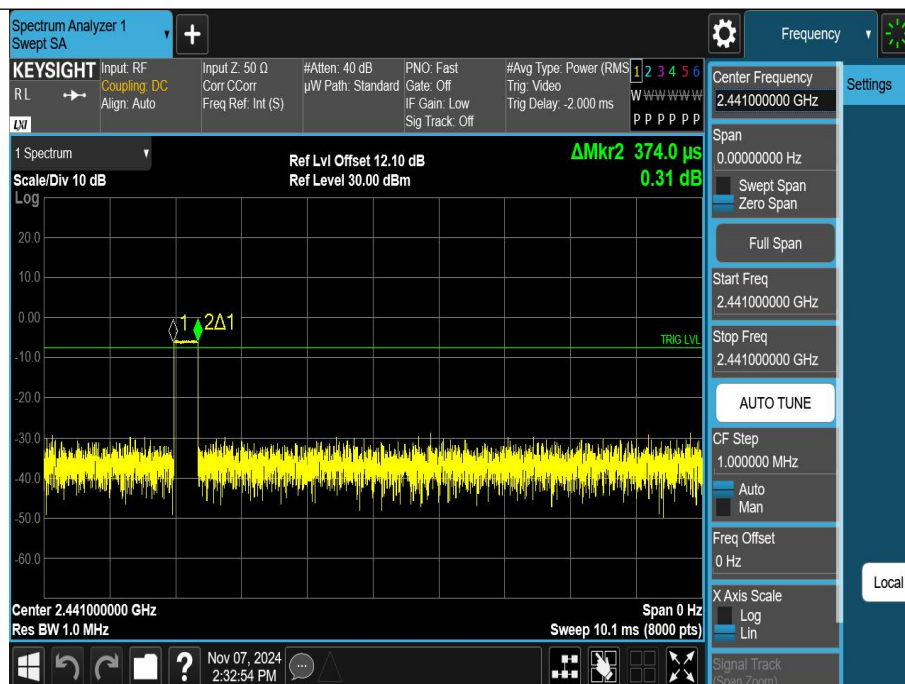 Spectrum Analyzer 1
Swept SA
+
Frequency
KEYSIGHT
RL
LXI
Input: RF
Coupling: DC
Align: Auto
Input Z: 50 Ω
Corr CCorr
Freq Ref: Int (S)
#Atten: 40 dB
µW Path: Standard
PNO: Fast
Gate: Off
IF Gain: Low
Sig Track: Off
#Avg Type: Power (RMS
Trig: Video
Trig Delay: -2.000 ms
1 2 3 4 5 6
W W W W W W
P P P P P P
1 Spectrum
Scale/Div 10 dB
Log
Ref Lvl Offset 12.10 dB
Ref Level 30.00 dBm
ΔMkr2 374.0 µs
0.31 dB
20.0
10.0
0.00
-10.0
-20.0
-30.0
-40.0
-50.0
-60.0
1
2Δ1
TRIG LVL
Center 2.441000000 GHz
Res BW 1.0 MHz
Span 0 Hz
Sweep 10.1 ms (8000 pts)
?
Nov 07, 2024
2:32:54 PM
Center Frequency
2.441000000 GHz
Span
0.00000000 Hz
Swept Span
Zero Span
Full Span
Start Freq
2.441000000 GHz
Stop Freq
2.441000000 GHz
AUTO TUNE
CF Step
1.000000 MHz
Auto
Man
Freq Offset
0 Hz
X Axis Scale
Log
Lin
Signal Track
(Span Zoom)
Settings
Local